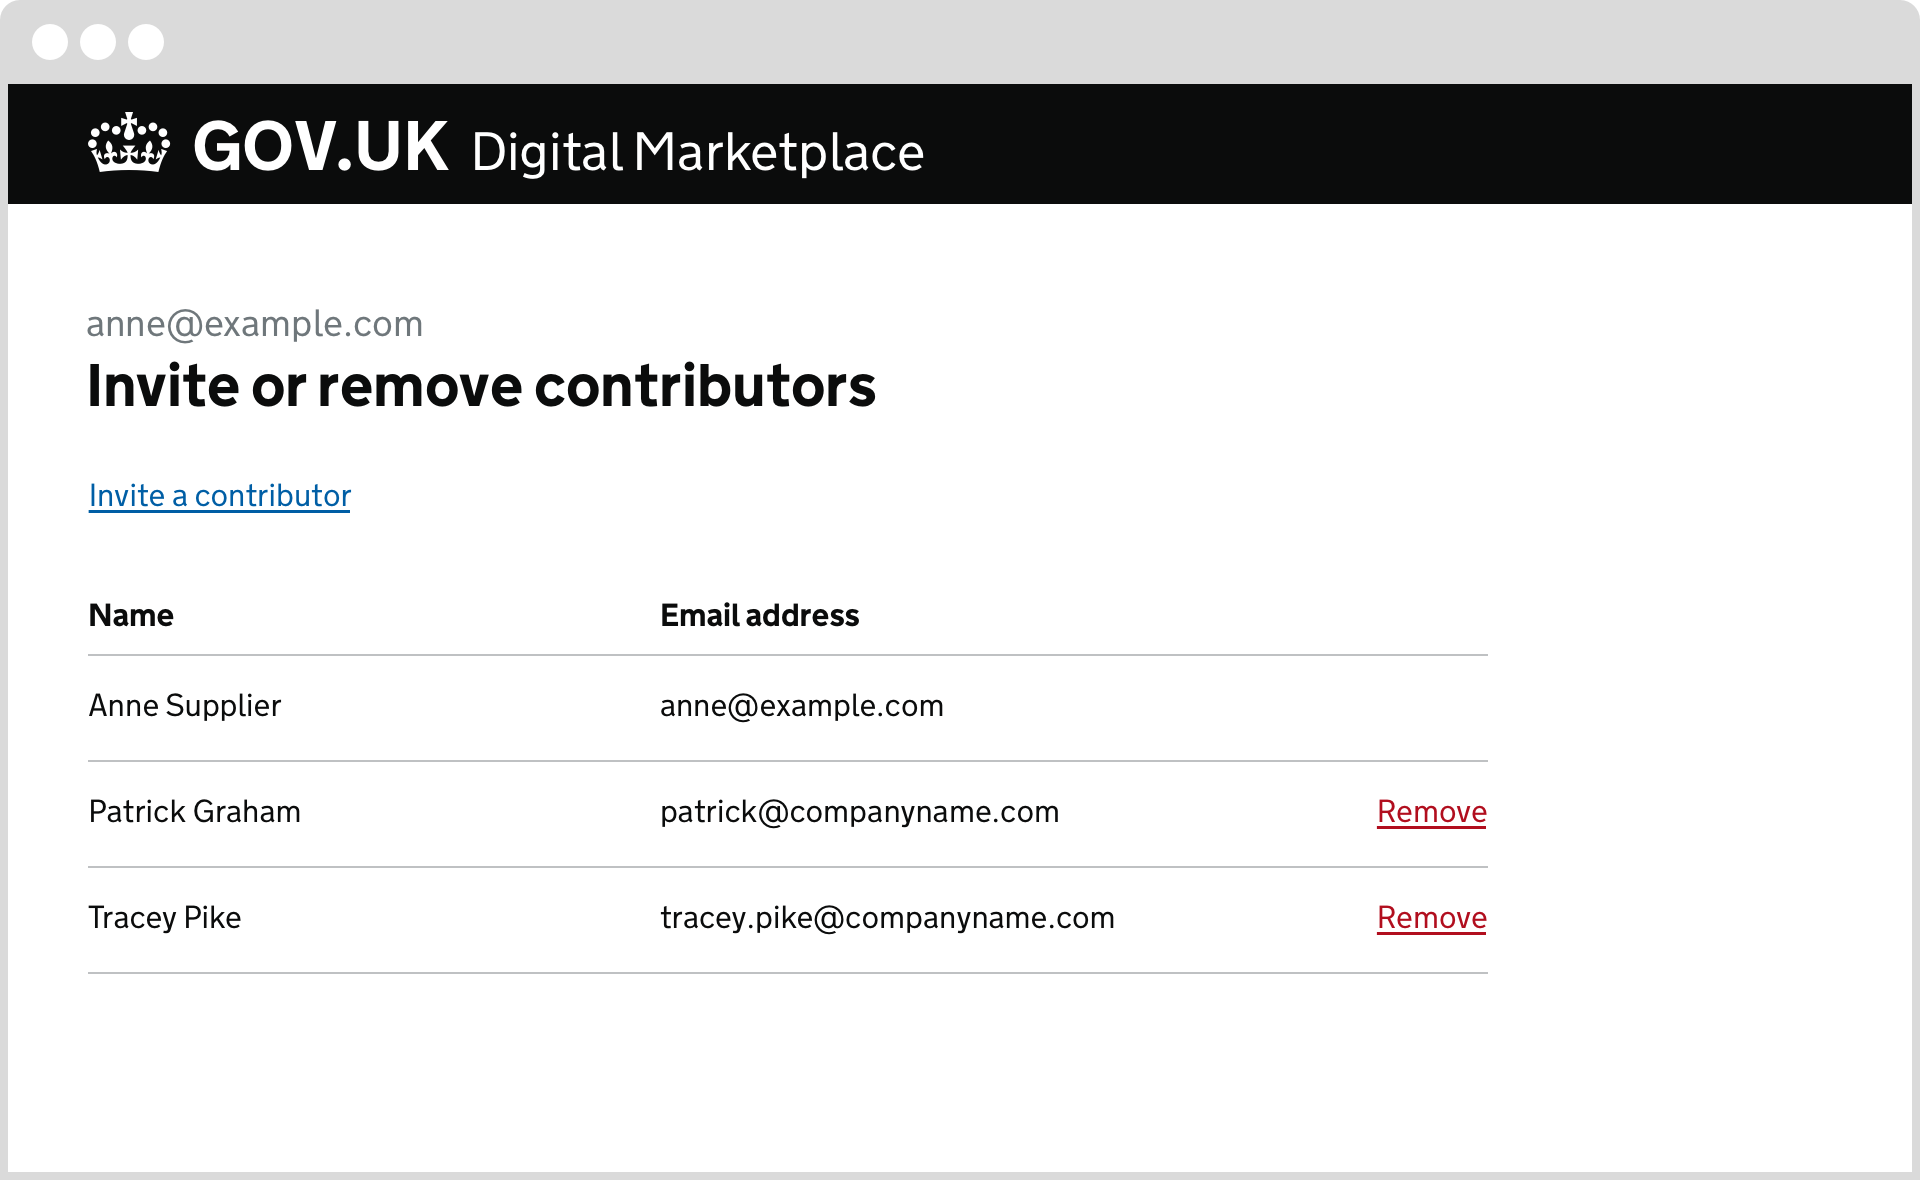 GOV.UK Digital Marketplace
anne@example.com
Invite or remove contributors
Invite a contributor
Name Email address
Anne Supplier anne@example.com
Patrick Graham patrick@companyname.com Remove
Tracey Pike tracey.pike@companyname.com Remove